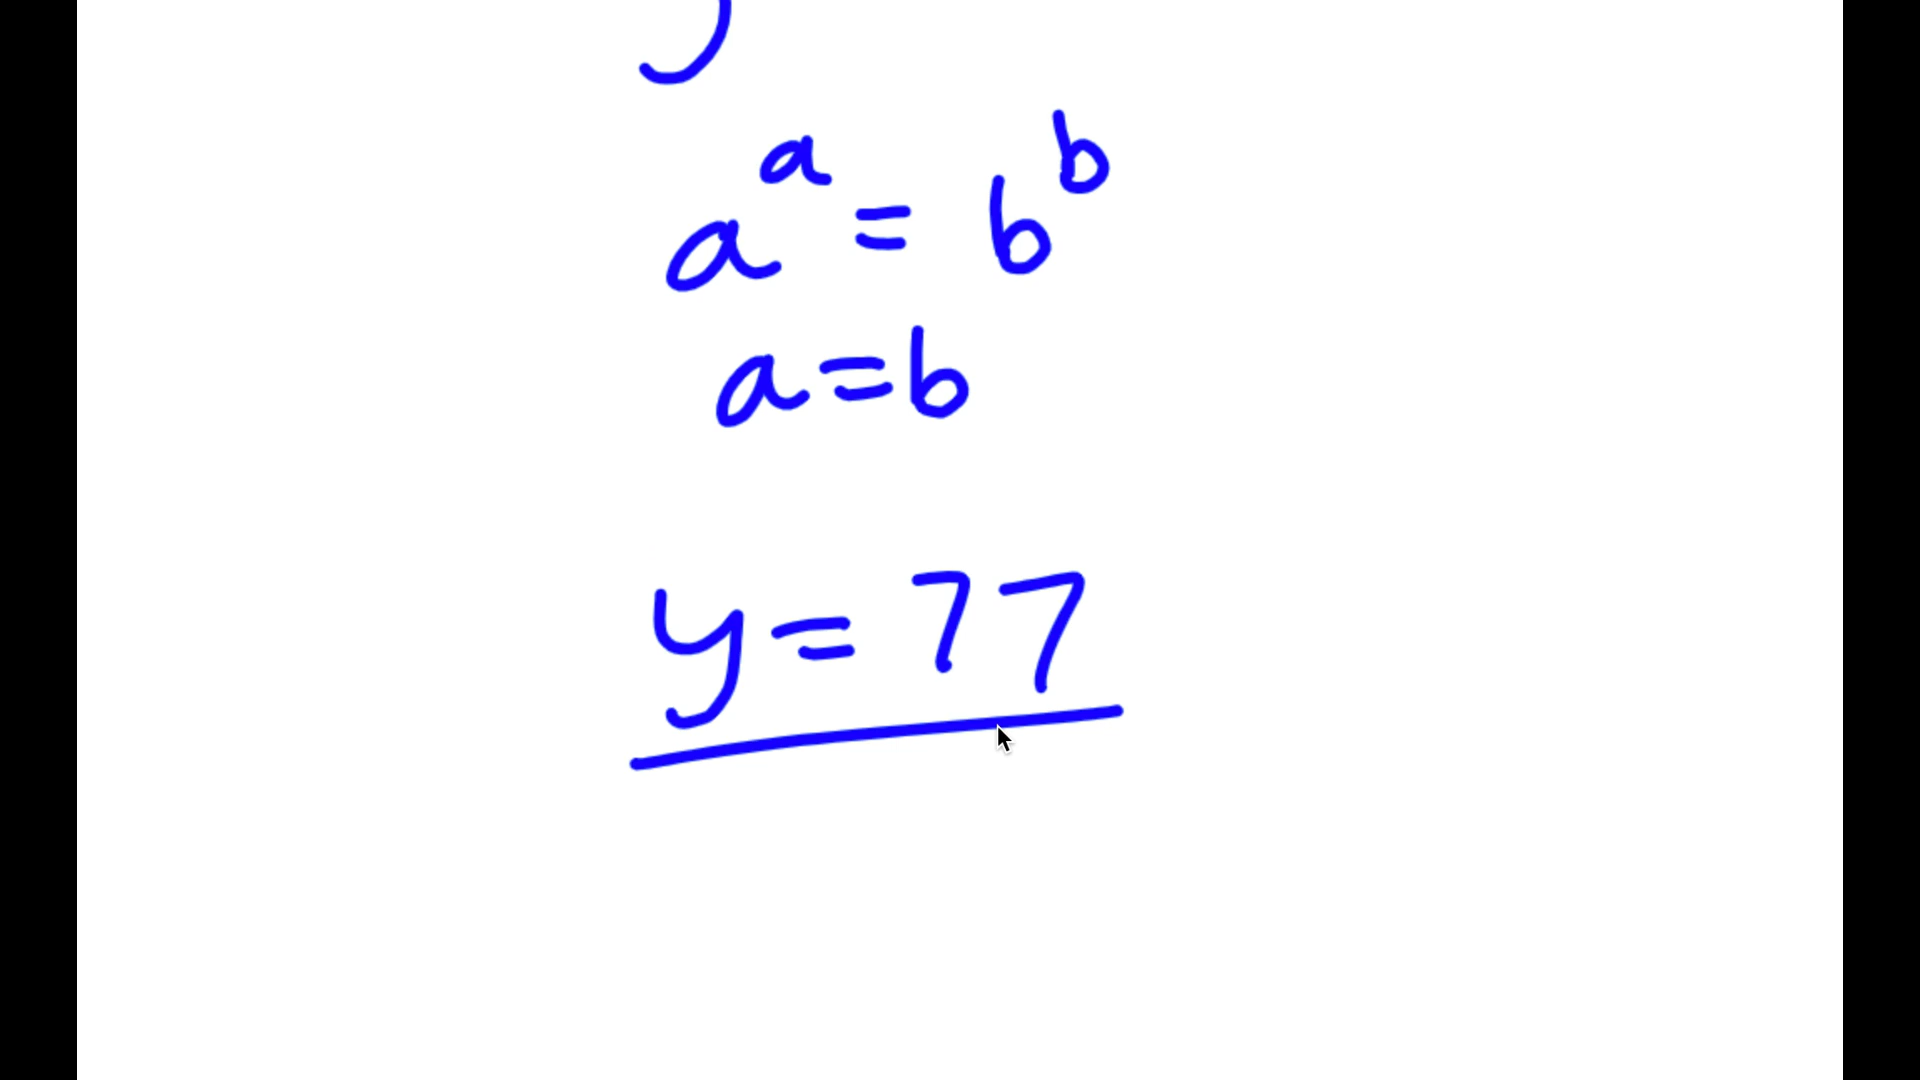 a^a = b^b
a=b
y=77